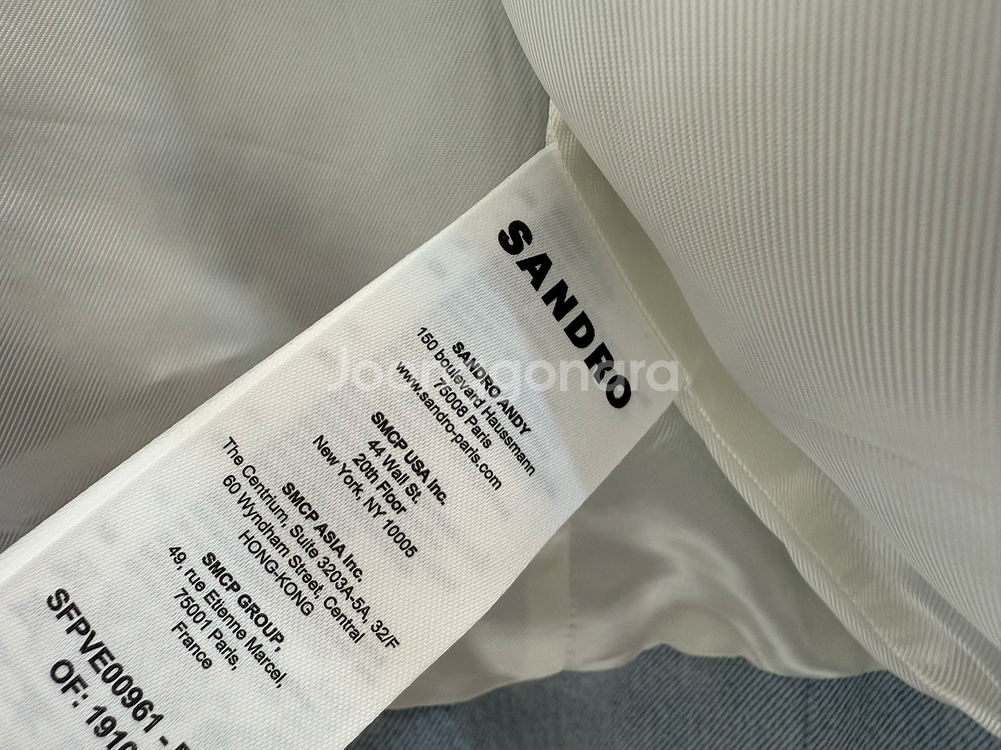 SANDRO
SANDRO ANDY
150 boulevard Haussmann
75008 Paris
www.sandro-paris.com
SMCP USA Inc.
44 Wall St.
20th Floor
New York, NY 10005
SMCP ASIA Inc.
The Centrium, Suite 3203A-5A, 32/F
60 Wyndham Street, Central
HONG-KONG
SMCP GROUP,
49, rue Etienne Marcel,
75001 Paris,
France
SFPVE00961 -
OF: 1910